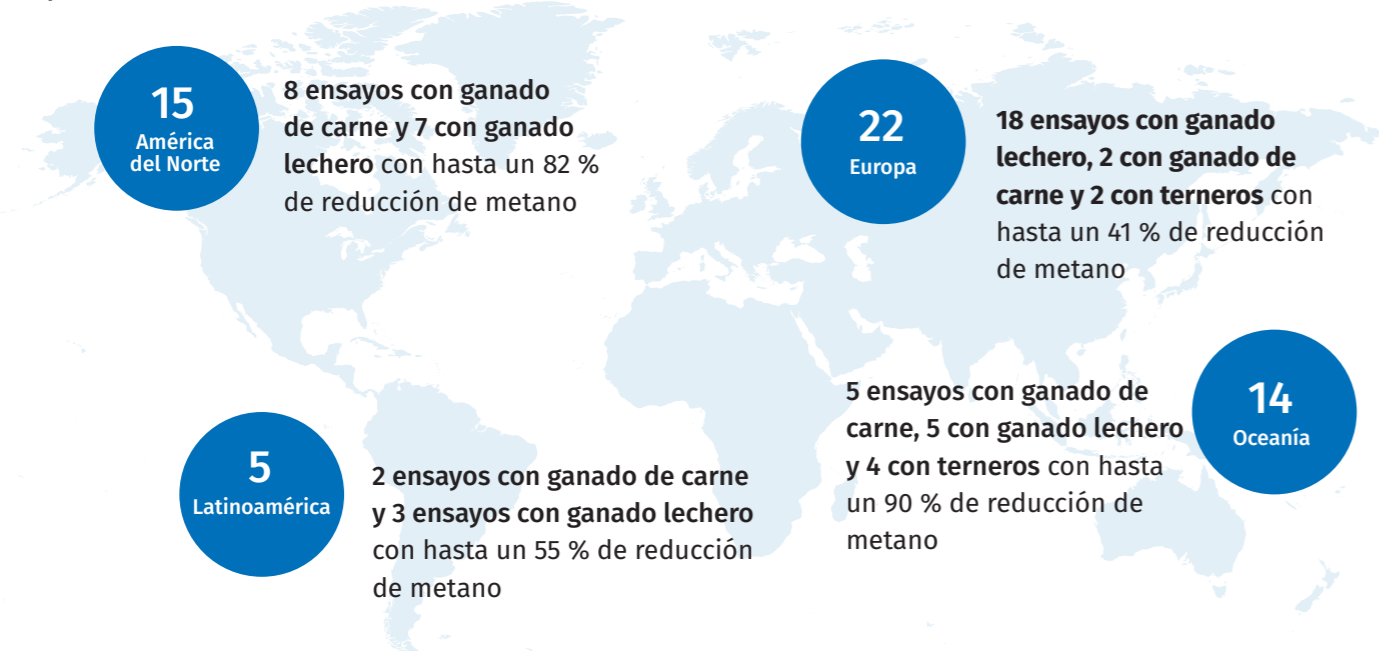 15
América
del Norte
8 ensayos con ganado
de carne y 7 con ganado
lechero con hasta un 82 %
de reducción de metano
22
Europa
18 ensayos con ganado
lechero, 2 con ganado de
carne y 2 con terneros con
hasta un 41 % de reducción
de metano
5
Latinoamérica
2 ensayos con ganado de carne
y 3 ensayos con ganado lechero
con hasta un 55 % de reducción
de metano
5 ensayos con ganado de
carne, 5 con ganado lechero
y 4 con terneros con hasta
un 90 % de reducción de
metano
14
Oceanía